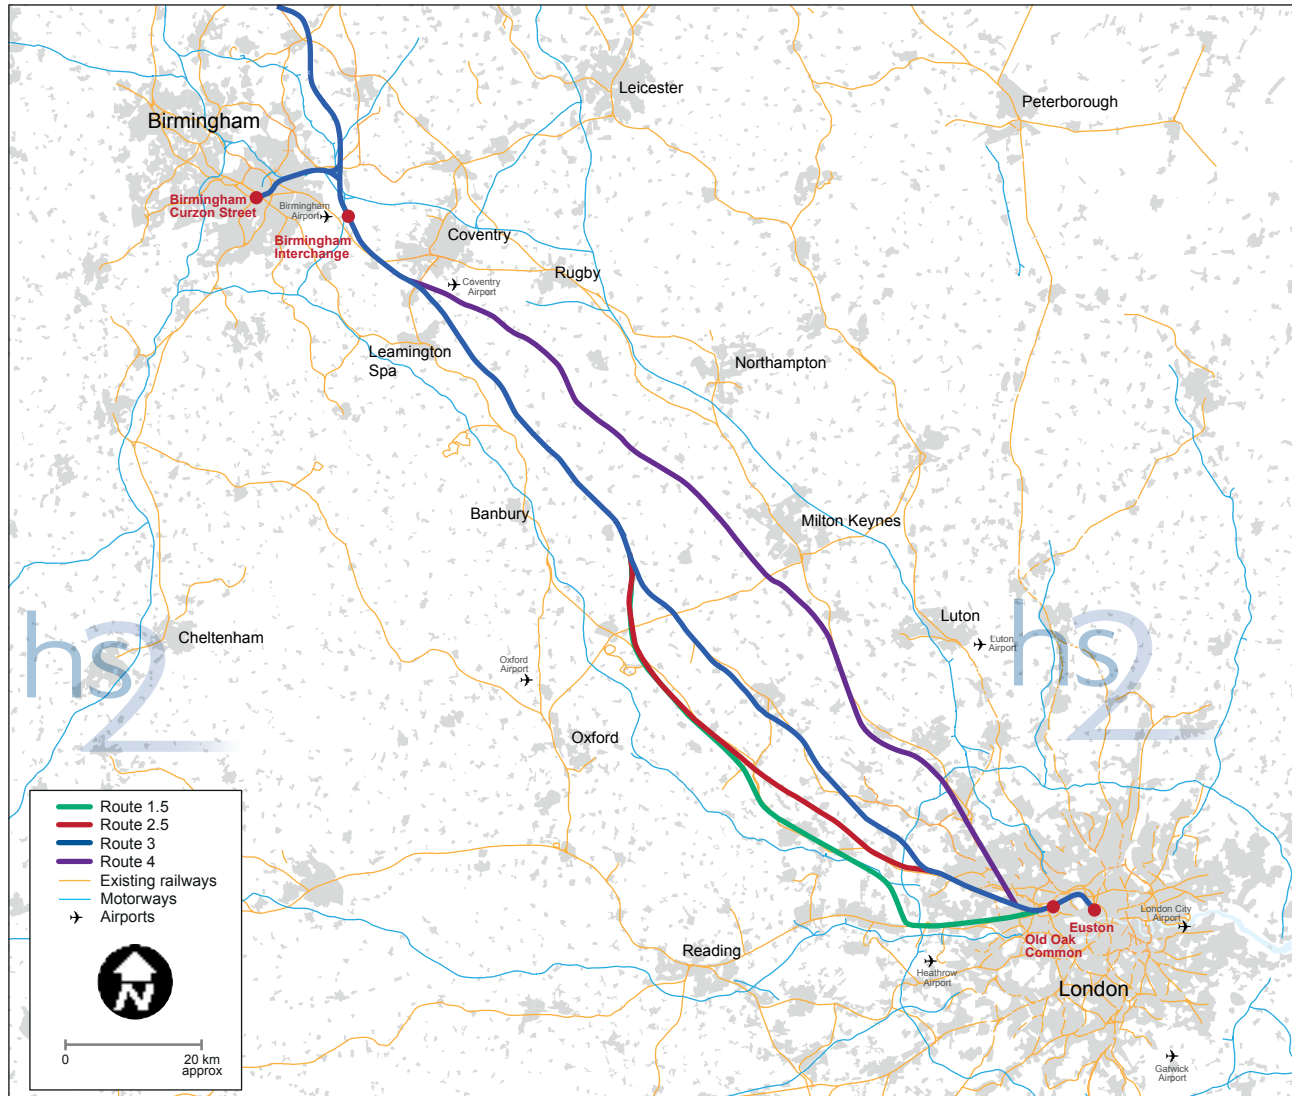 Leicester
Peterborough
Birmingham
Birmingham
Curzon Street
Birmingham
Airport
Birmingham
Interchange
Coventry
Coventry
Airport
Rugby
Leamington
Spa
Northampton
Banbury
Milton Keynes
hs2
Cheltenham
Luton
Luton
Airport
hs2
Oxford
Airport
Oxford
Route 1.5
Route 2.5
Route 3
Route 4
Existing railways
Motorways
Airports
N
0
20 km
approx
Reading
Heathrow
Airport
Old Oak
Common
Euston
London City
Airport
London
Gatwick
Airport